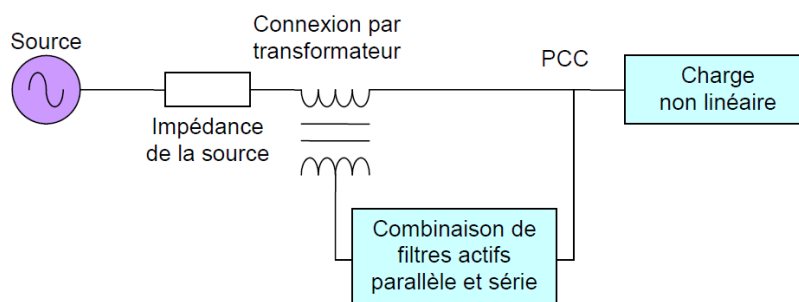 Source
Connexion par
transformateur
PCC
Charge
non linéaire
Impédance
de la source
Combinaison de
filtres actifs
parallèle et série